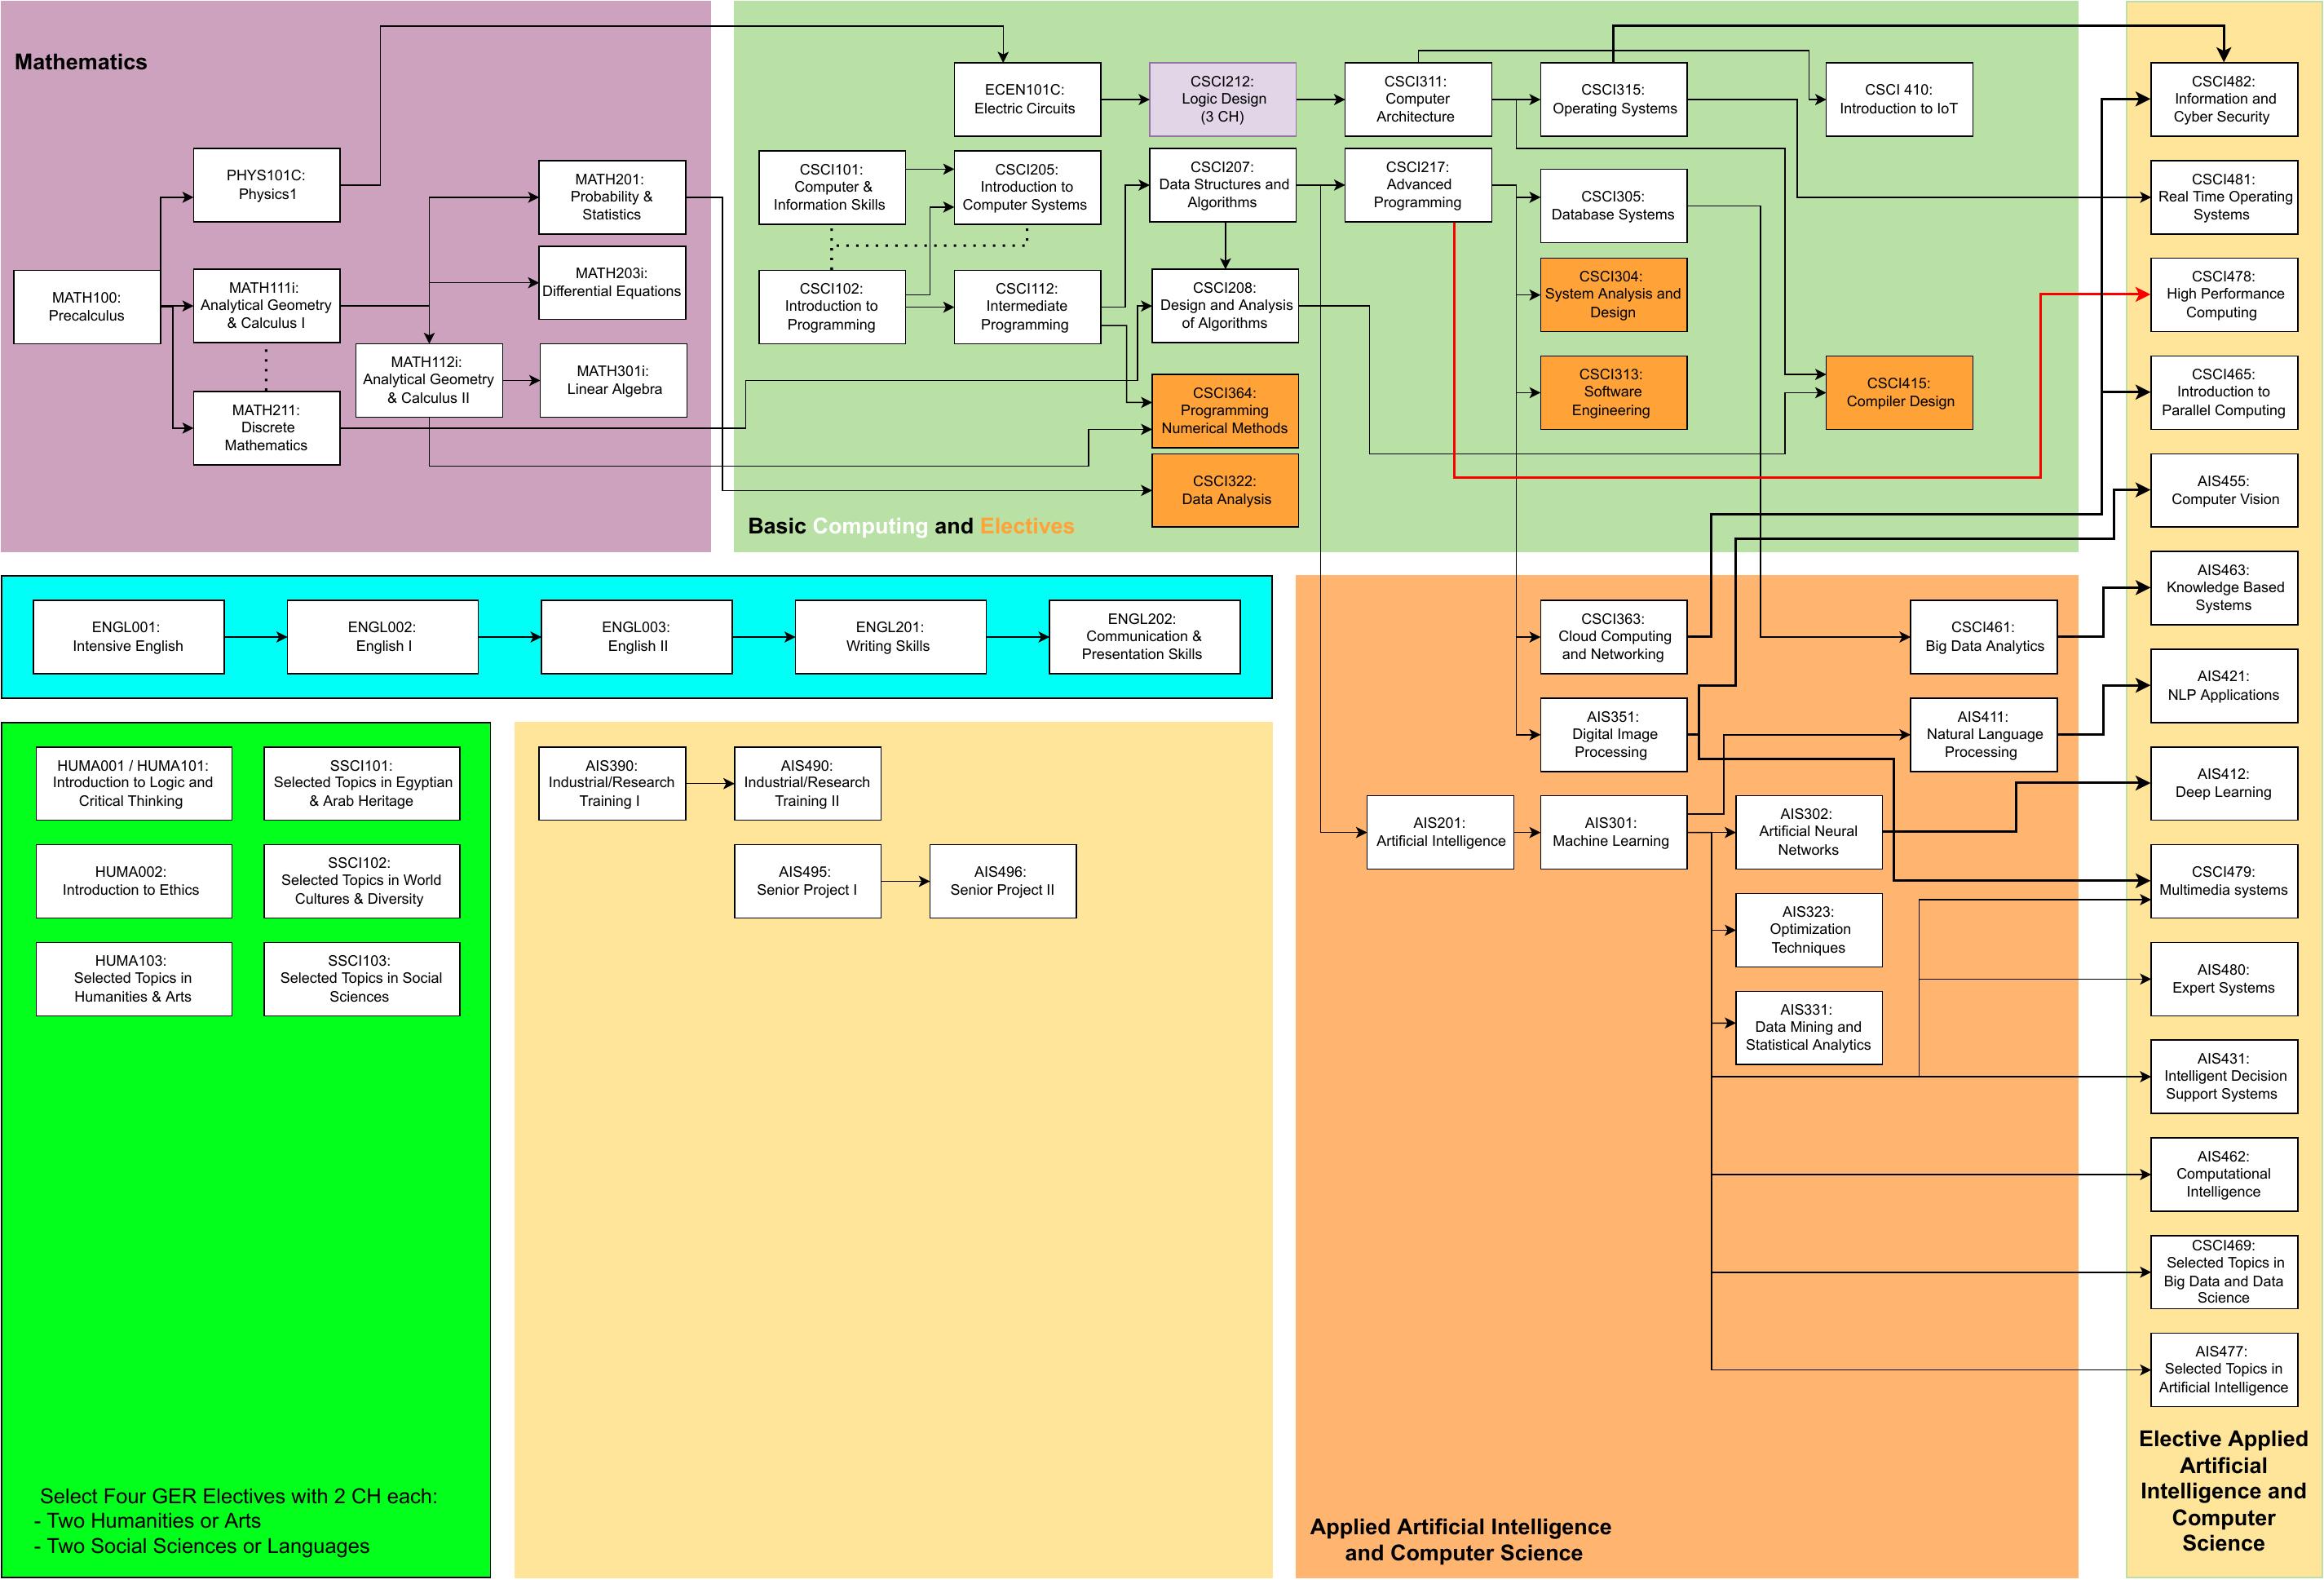 Mathematics
MATH100:
Precalculus
PHYS101C:
Physics1
MATH111i:
Analytical Geometry
& Calculus I
MATH211:
Discrete
Mathematics
MATH112i:
Analytical Geometry
& Calculus II
MATH201:
Probability &
Statistics
MATH203i:
Differential Equations
MATH301i:
Linear Algebra
ECEN101C:
Electric Circuits
CSCI212:
Logic Design
(3 CH)
CSCI311:
Computer
Architecture
CSCI315:
Operating Systems
CSCI 410:
Introduction to IoT
CSCI101:
Computer &
Information Skills
CSCI205:
Introduction to
Computer Systems
CSCI207:
Data Structures and
Algorithms
CSCI217:
Advanced
Programming
CSCI305:
Database Systems
CSCI102:
Introduction to
Programming
CSCI112:
Intermediate
Programming
CSCI208:
Design and Analysis
of Algorithms
CSCI304:
System Analysis and
Design
CSCI364:
Programming
Numerical Methods
CSCI313:
Software
Engineering
CSCI415:
Compiler Design
CSCI322:
Data Analysis
Basic Computing and Electives
ENGL001:
Intensive English
ENGL002:
English I
ENGL003:
English II
ENGL201:
Writing Skills
ENGL202:
Communication &
Presentation Skills
HUMA001 / HUMA101:
Introduction to Logic and
Critical Thinking
SSCI101:
Selected Topics in Egyptian
& Arab Heritage
HUMA002:
Introduction to Ethics
SSCI102:
Selected Topics in World
Cultures & Diversity
HUMA103:
Selected Topics in
Humanities & Arts
SSCI103:
Selected Topics in Social
Sciences
Select Four GER Electives with 2 CH each:
- Two Humanities or Arts
- Two Social Sciences or Languages
AIS390:
Industrial/Research
Training I
AIS490:
Industrial/Research
Training II
AIS495:
Senior Project I
AIS496:
Senior Project II
CSCI363:
Cloud Computing
and Networking
CSCI461:
Big Data Analytics
AIS351:
Digital Image
Processing
AIS411:
Natural Language
Processing
AIS201:
Artificial Intelligence
AIS301:
Machine Learning
AIS302:
Artificial Neural
Networks
AIS323:
Optimization
Techniques
AIS331:
Data Mining and
Statistical Analytics
Applied Artificial Intelligence
and Computer Science
CSCI482:
Information and
Cyber Security
CSCI481:
Real Time Operating
Systems
CSCI478:
High Performance
Computing
CSCI465:
Introduction to
Parallel Computing
AIS455:
Computer Vision
AIS463:
Knowledge Based
Systems
AIS421:
NLP Applications
AIS412:
Deep Learning
CSCI479:
Multimedia systems
AIS480:
Expert Systems
AIS431:
Intelligent Decision
Support Systems
AIS462:
Computational
Intelligence
CSCI469:
Selected Topics in
Big Data and Data
Science
AIS477:
Selected Topics in
Artificial Intelligence
Elective Applied
Artificial
Intelligence and
Computer
Science